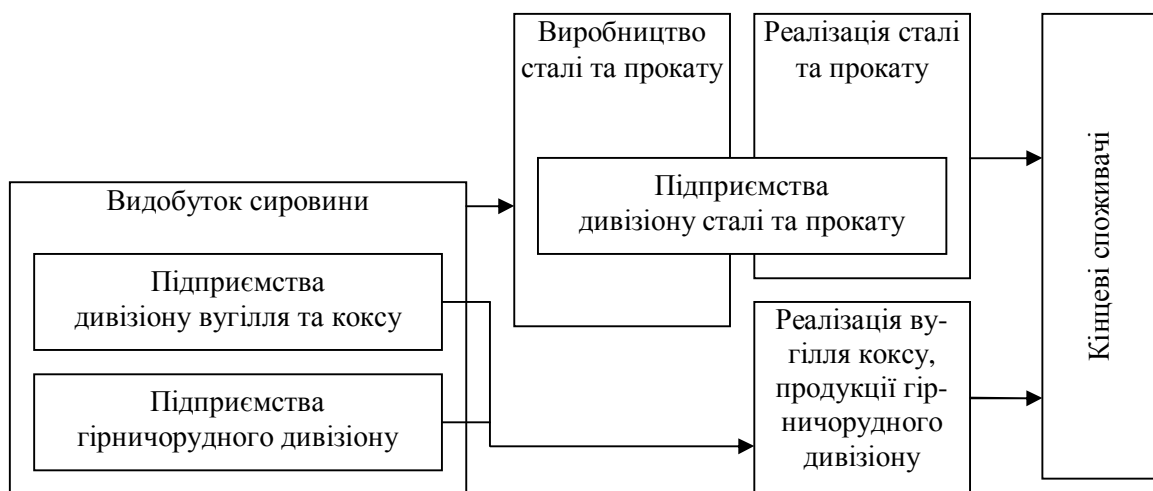 Виробництво
сталі та прокату
Реалізація сталі
та прокату
Підприємства
дивізіону сталі та прокату
Видобуток сировини
Підприємства
дивізіону вугілля та коксу
Підприємства
гірничорудного дивізіону
Реалізація ву-
гілля коксу,
продукції гір-
ничорудного
дивізіону
Кінцеві споживачі